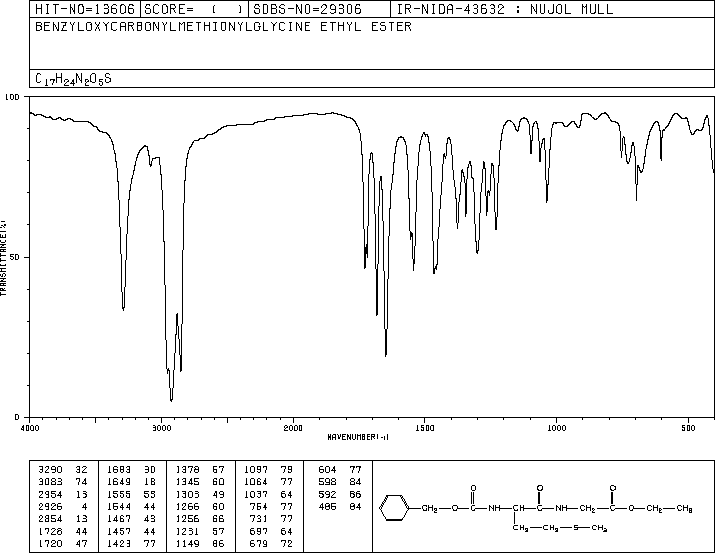 HIT-NO=13606 SCORE= ( ) SDBS-NO=29306 IR-NIDA-43632 : NUJOL MULL
BENZYLOXYCARBONYLMETHIONYLGLYCINE ETHYL ESTER
C17H24N2O5S
100
50
0
TRANSMITTANCE(%)
4000 3000 2000 1500 1000 500
WAVENUMBER(-1)
3290 32 1683 30 1378 57 1097 79 604 77
3083 74 1649 18 1345 60 1064 77 598 84
2954 13 1555 55 1303 49 1037 64 592 86
2926 4 1544 44 1266 60 754 77 486 84
2854 13 1467 43 1256 66 731 77
1728 44 1457 44 1231 57 697 64
1720 47 1423 77 1149 86 679 72
O O O
CH2 O C NH CH C NH CH2 C O CH2 CH3
CH2 CH2 S CH3